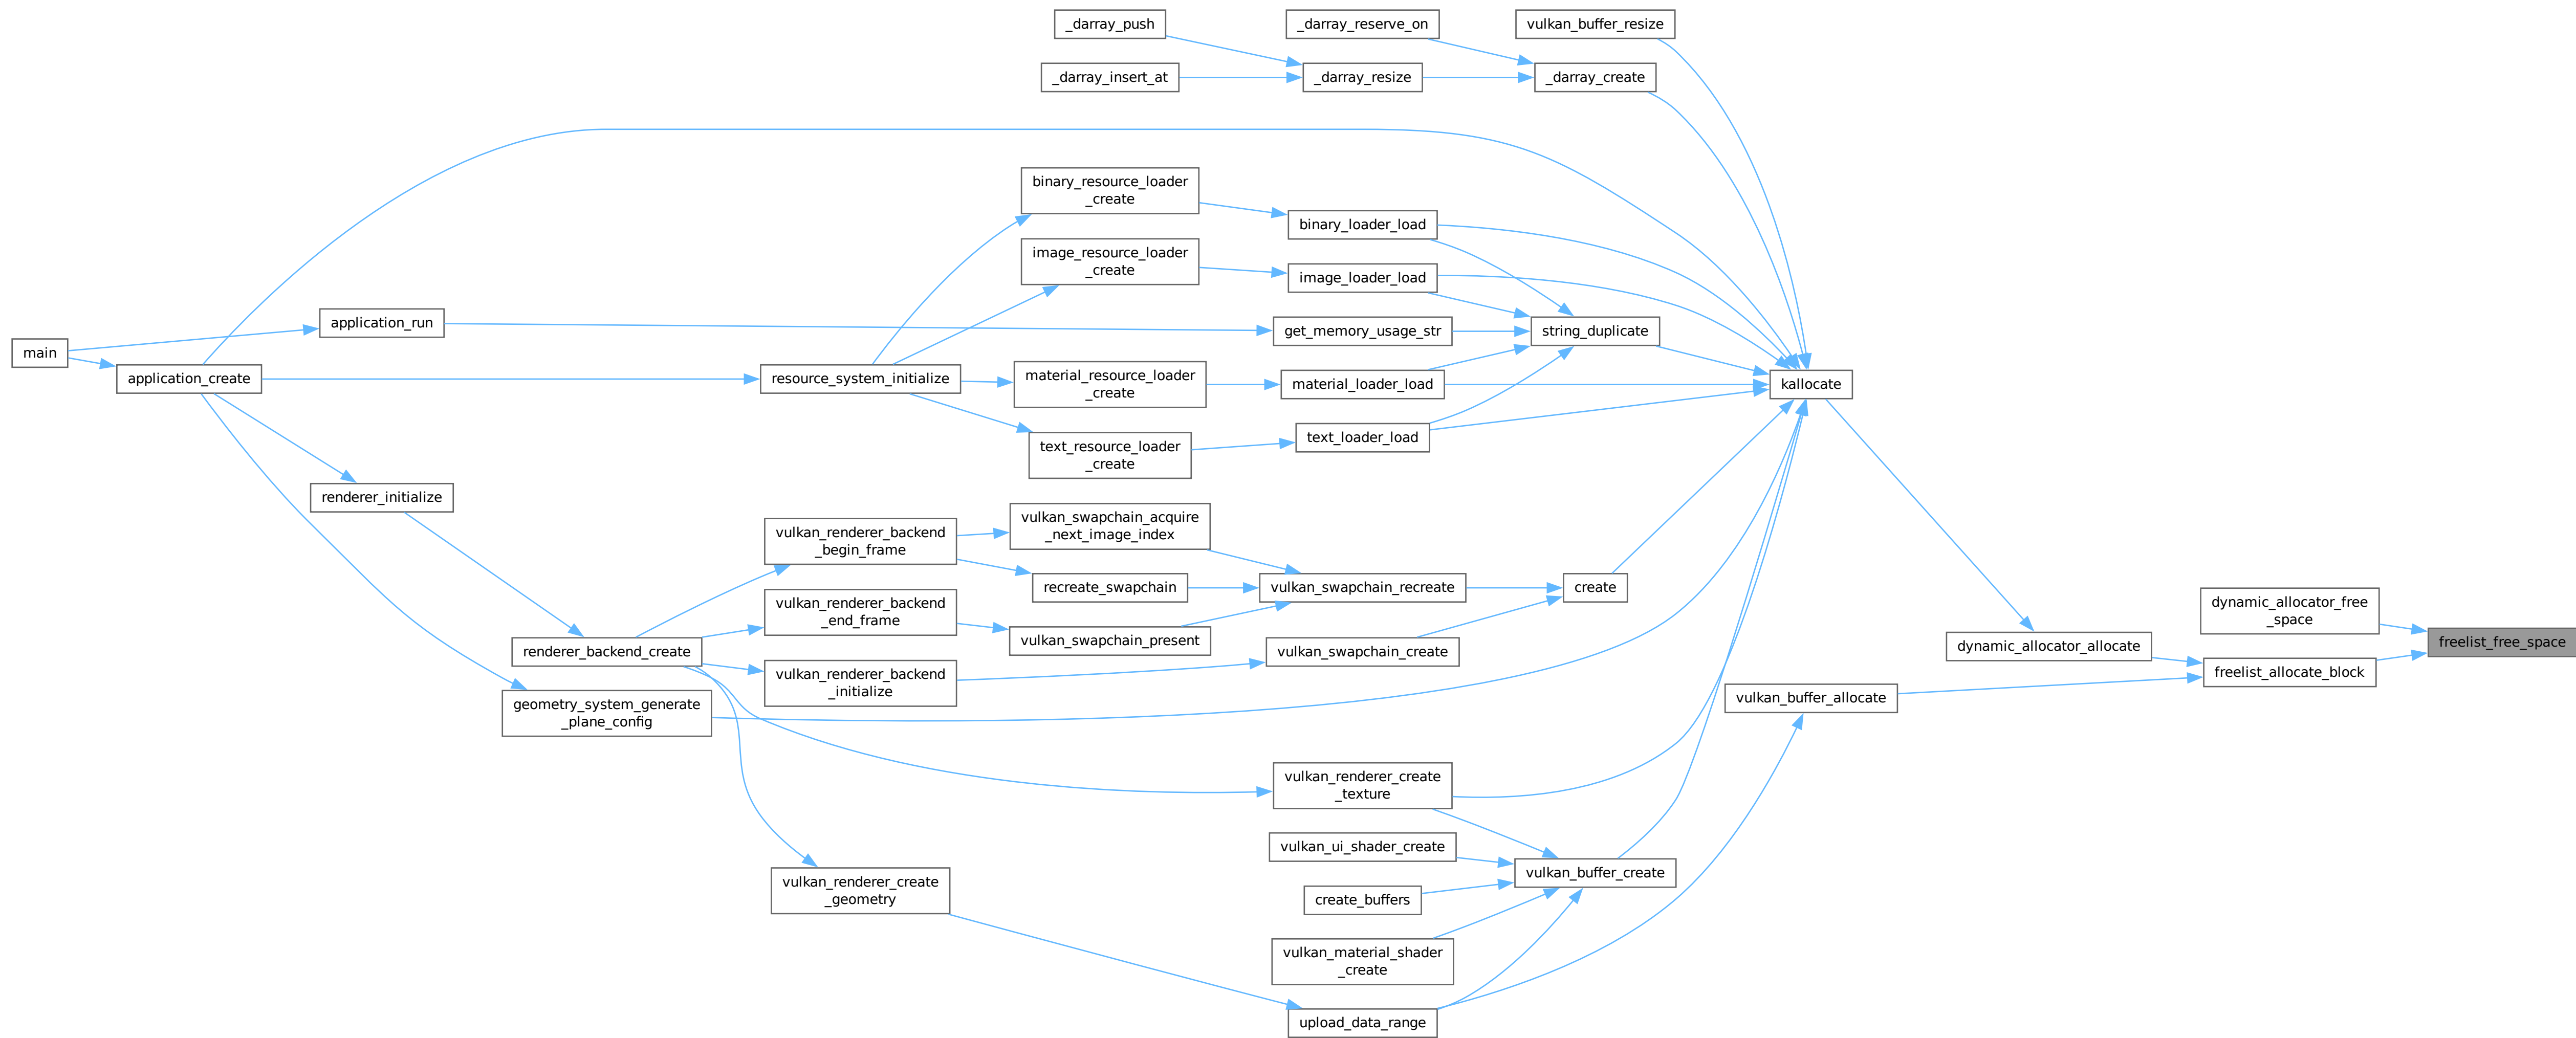 _darray_push
_darray_reserve_on
vulkan_buffer_resize
_darray_insert_at
_darray_resize
_darray_create
binary_resource_loader
_create
binary_loader_load
image_resource_loader
_create
image_loader_load
application_run
get_memory_usage_str
string_duplicate
main
application_create
resource_system_initialize
material_resource_loader
_create
material_loader_load
kallocate
text_resource_loader
_create
text_loader_load
renderer_initialize
vulkan_renderer_backend
_begin_frame
vulkan_swapchain_acquire
_next_image_index
recreate_swapchain
vulkan_swapchain_recreate
create
vulkan_renderer_backend
_end_frame
vulkan_swapchain_present
vulkan_swapchain_create
renderer_backend_create
vulkan_renderer_backend
_initialize
geometry_system_generate
_plane_config
dynamic_allocator_free
_space
freelist_free_space
dynamic_allocator_allocate
freelist_allocate_block
vulkan_buffer_allocate
vulkan_renderer_create
_texture
vulkan_ui_shader_create
vulkan_buffer_create
vulkan_renderer_create
_geometry
create_buffers
vulkan_material_shader
_create
upload_data_range